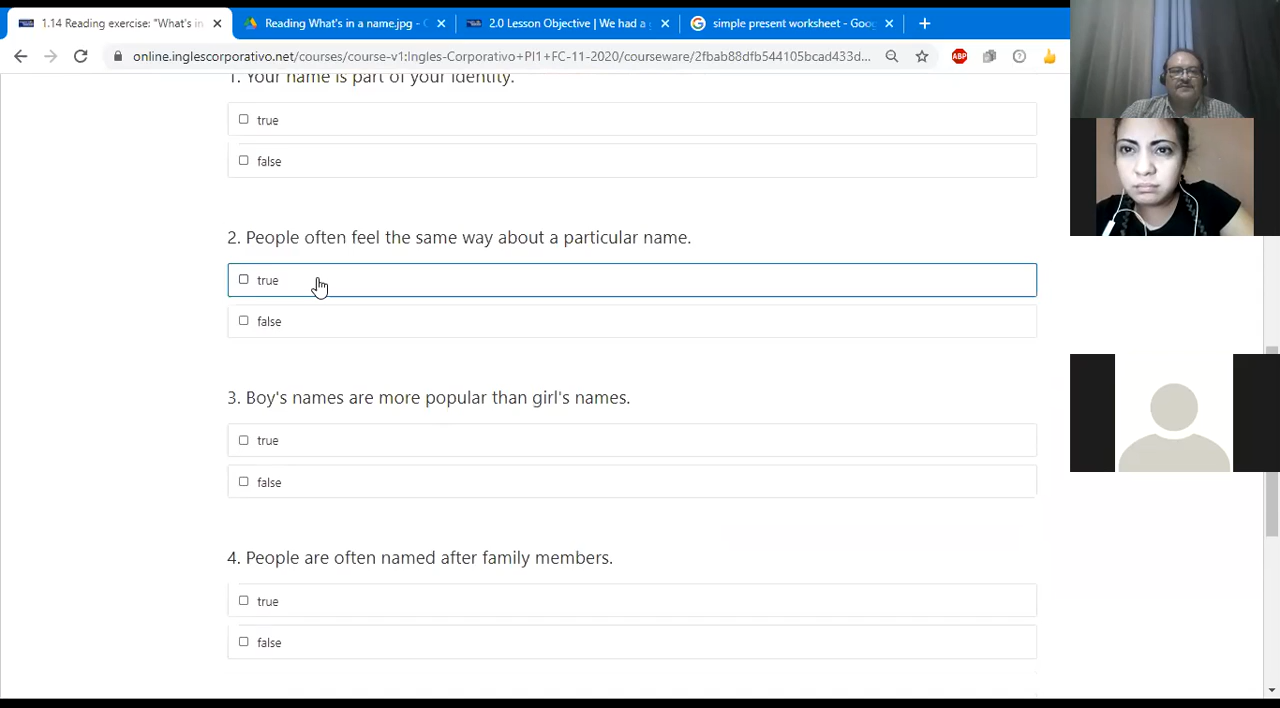 1.14 Reading exercise: "What's in
Reading What's in a name.jpg -
2.0 Lesson Objective | We had a
simple present worksheet - Goo
online.inglescorporativo.net/courses/course-v1:Ingles-Corporativo+PI1+FC-11-2020/courseware/2fbab88dfb544105bcad433d...
ABP
1. Your name is part of your identity.
true
false
2. People often feel the same way about a particular name.
true
false
3. Boy's names are more popular than girl's names.
true
false
4. People are often named after family members.
true
false